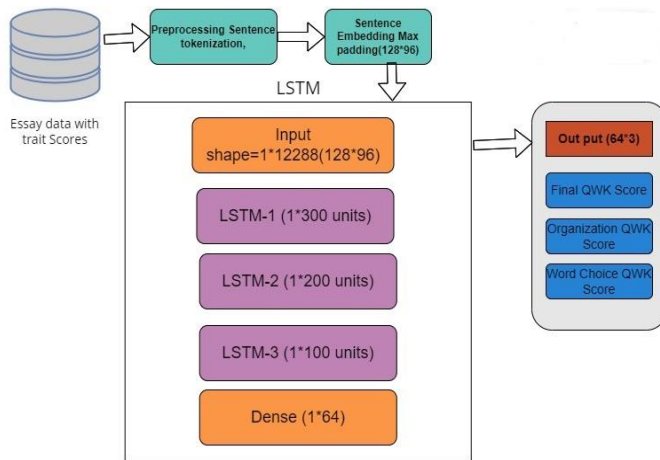 Preprocessing Sentence
tokenization,
Sentence
Embedding Max
padding(128*96)
Essay data with
trait Scores
LSTM
Input
shape=1*12288(128*96)
LSTM-1 (1*300 units)
LSTM-2 (1*200 units)
LSTM-3 (1*100 units)
Dense (1*64)
Out put (64*3)
Final QWK Score
Organization QWK
Score
Word Choice QWK
Score